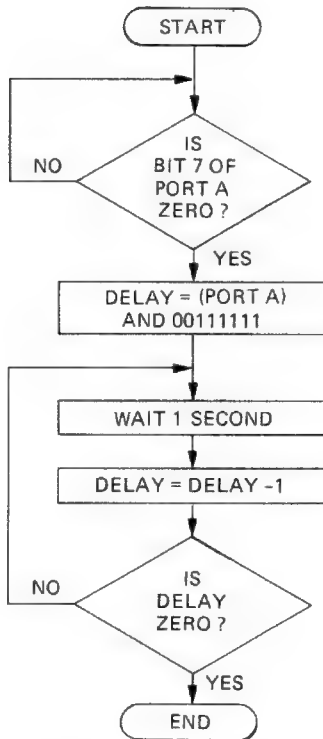 START
IS
BIT 7 OF
PORT A
ZERO ?
NO
YES
DELAY = (PORT A)
AND 00111111
WAIT 1 SECOND
DELAY = DELAY -1
IS
DELAY
ZERO ?
NO
YES
END